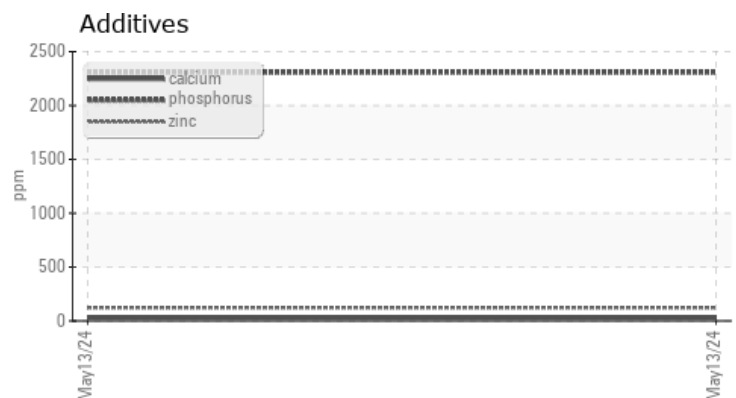 Additives
2500
2000
1500
1000
500
0
ppm
calcium
phosphorus
zinc
May13/24
May13/24